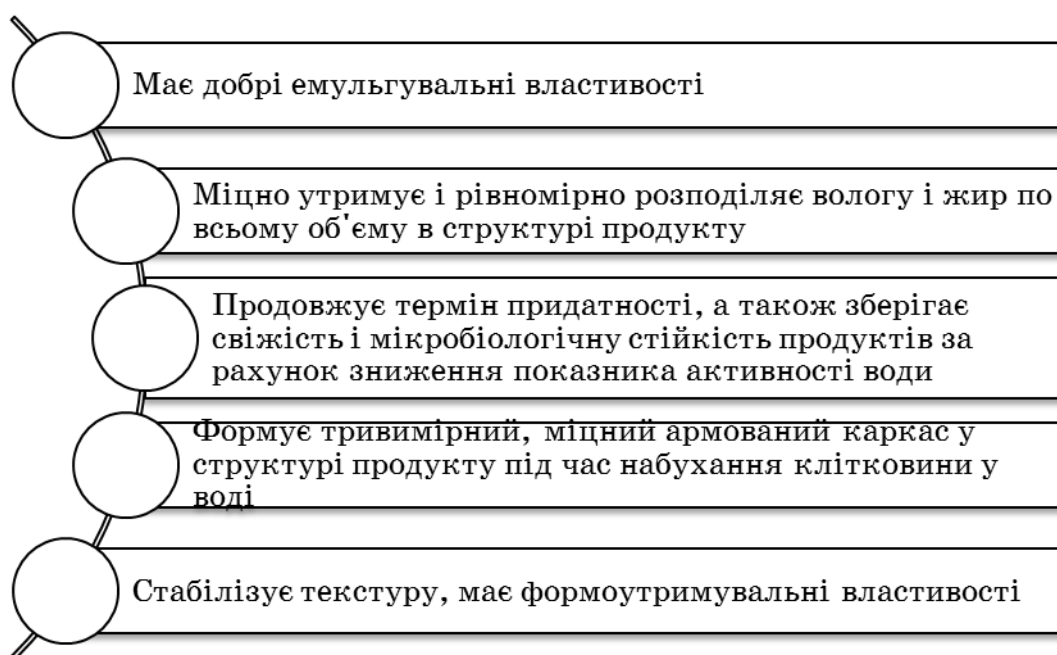 Має добрі емульгувальні властивості
Міцно утримує і рівномірно розподіляє вологу і жир по
всьому об'єму в структурі продукту
Продовжує термін придатності, а також зберігає
свіжість і мікробіологічну стійкість продуктів за
рахунок зниження показника активності води
Формує тривимірний, міцний армований каркас у
структурі продукту під час набухання клітковини у
воді
Стабілізує текстуру, має формоутримувальні властивості